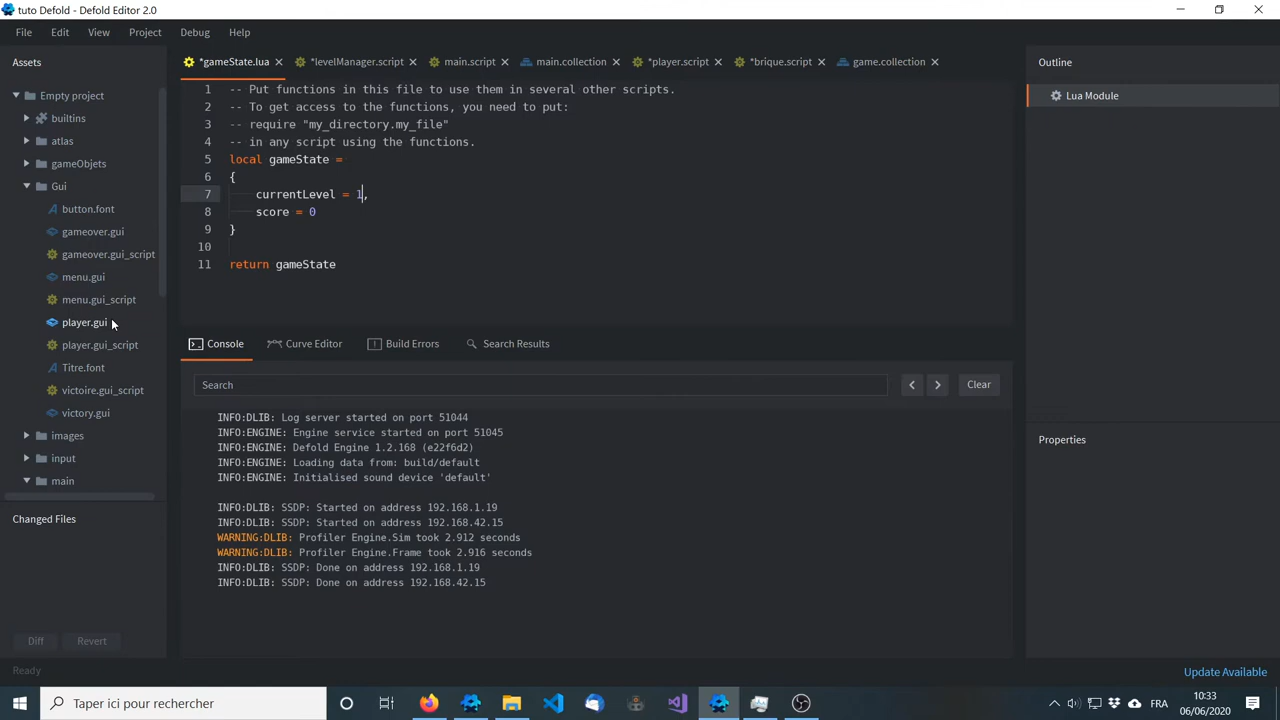 tuto Defold - Defold Editor 2.0
File Edit View Project Debug Help
Assets
Empty project
builtins
atlas
gameObjets
Gui
button.font
gameover.gui
gameover.gui_script
menu.gui
menu.gui_script
player.gui
player.gui_script
Titre.font
victoire.gui_script
victory.gui
images
input
main
Changed Files
Diff Revert
Ready
*gameState.lua *levelManager.script main.script main.collection *player.script *brique.script game.collection
1 -- Put functions in this file to use them in several other scripts.
2 -- To get access to the functions, you need to put:
3 -- require "my_directory.my_file"
4 -- in any script using the functions.
5 local gameState =
6 {
7 currentLevel = 1,
8 score = 0
9 }
10
11 return gameState
Console Curve Editor Build Errors Search Results
Search
Clear
INFO:DLIB: Log server started on port 51044
INFO:ENGINE: Engine service started on port 51045
INFO:ENGINE: Defold Engine 1.2.168 (e22f6d2)
INFO:ENGINE: Loading data from: build/default
INFO:ENGINE: Initialised sound device 'default'
INFO:DLIB: SSDP: Started on address 192.168.1.19
INFO:DLIB: SSDP: Started on address 192.168.42.15
WARNING:DLIB: Profiler Engine.Sim took 2.912 seconds
WARNING:DLIB: Profiler Engine.Frame took 2.916 seconds
INFO:DLIB: SSDP: Done on address 192.168.1.19
INFO:DLIB: SSDP: Done on address 192.168.42.15
Outline
Lua Module
Properties
Update Available
Taper ici pour rechercher
FRA
10:33
06/06/2020